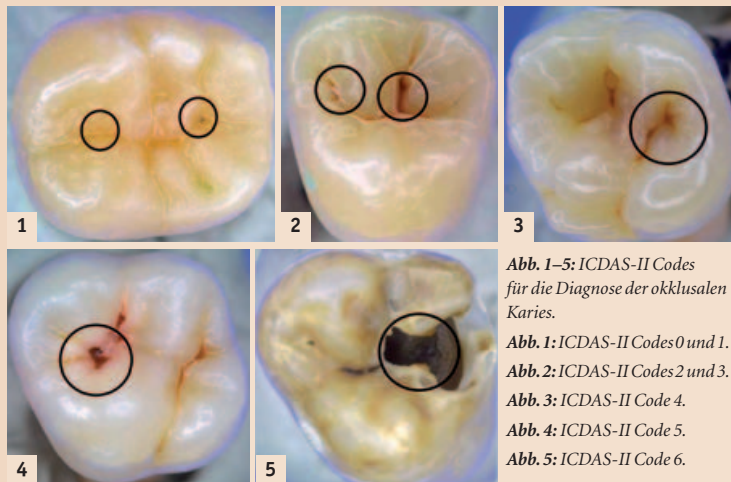 1
2
3
4
5
Abb. 1–5: ICDAS-II Codes
für die Diagnose der okklusalen
Karies.
Abb. 1: ICDAS-II Codes 0 und 1.
Abb. 2: ICDAS-II Codes 2 und 3.
Abb. 3: ICDAS-II Code 4.
Abb. 4: ICDAS-II Code 5.
Abb. 5: ICDAS-II Code 6.